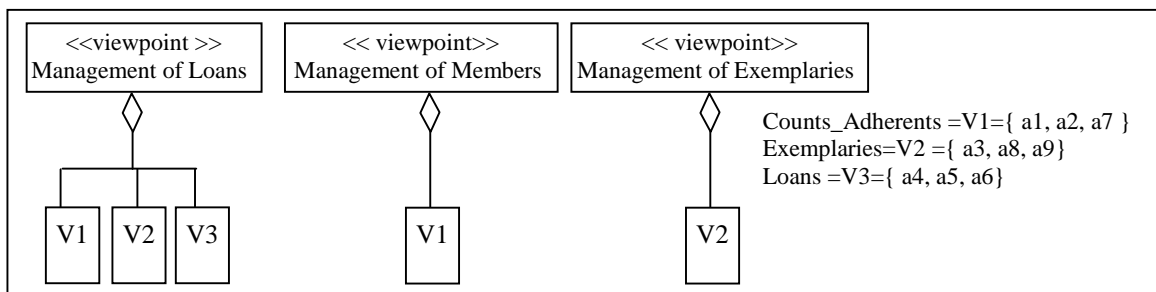 <<viewpoint >>
Management of Loans
<< viewpoint>>
Management of Members
<< viewpoint>>
Management of Exemplaries
Counts_Adherents =V1={ a1, a2, a7 }
Exemplaries=V2 ={ a3, a8, a9}
Loans =V3={ a4, a5, a6}
V1
V2
V3
V1
V2